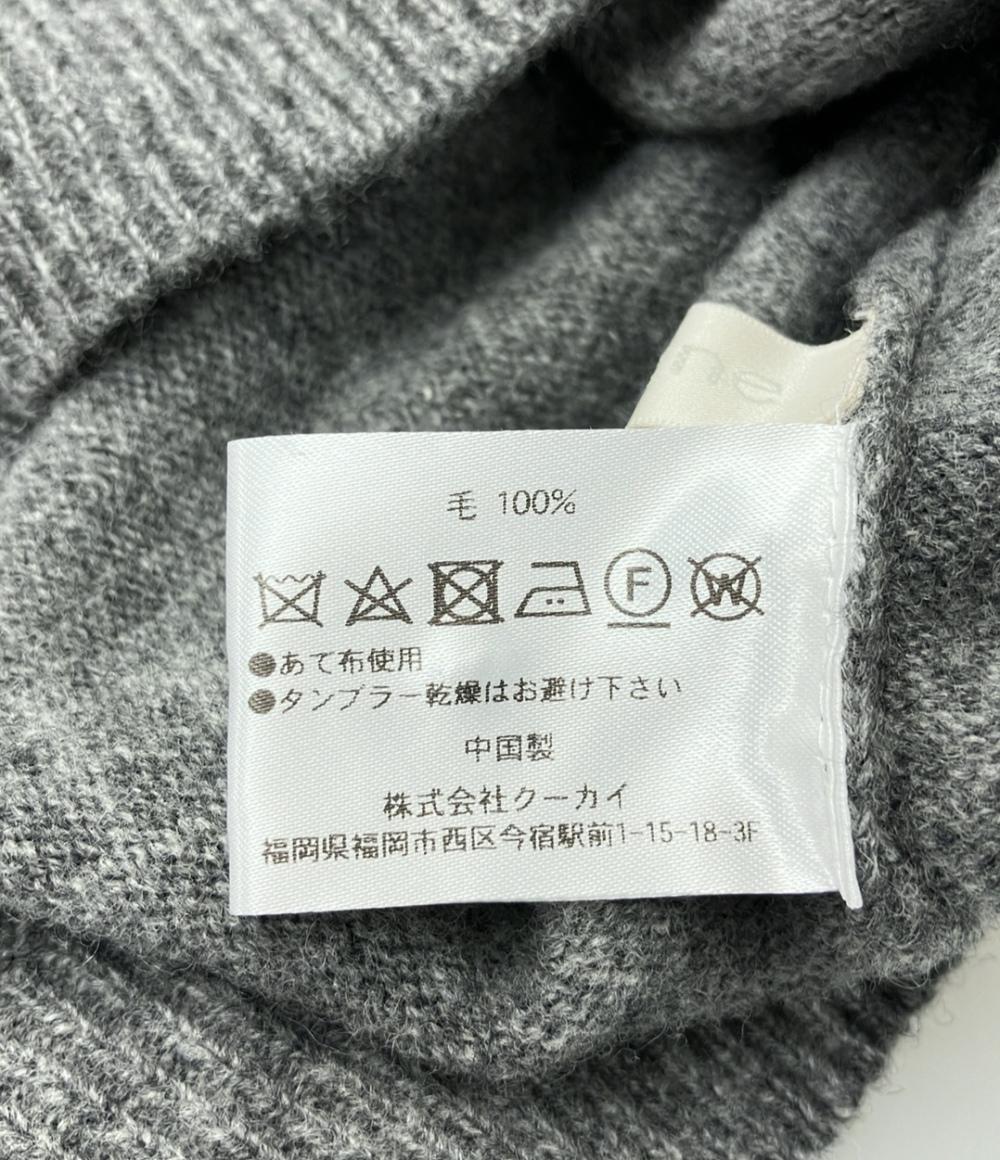 毛 100%
F W
●あて布使用
●タンブラー乾燥はお避け下さい
中国製
株式会社クーカイ
福岡県福岡市西区今宿駅前1-15-18-3F